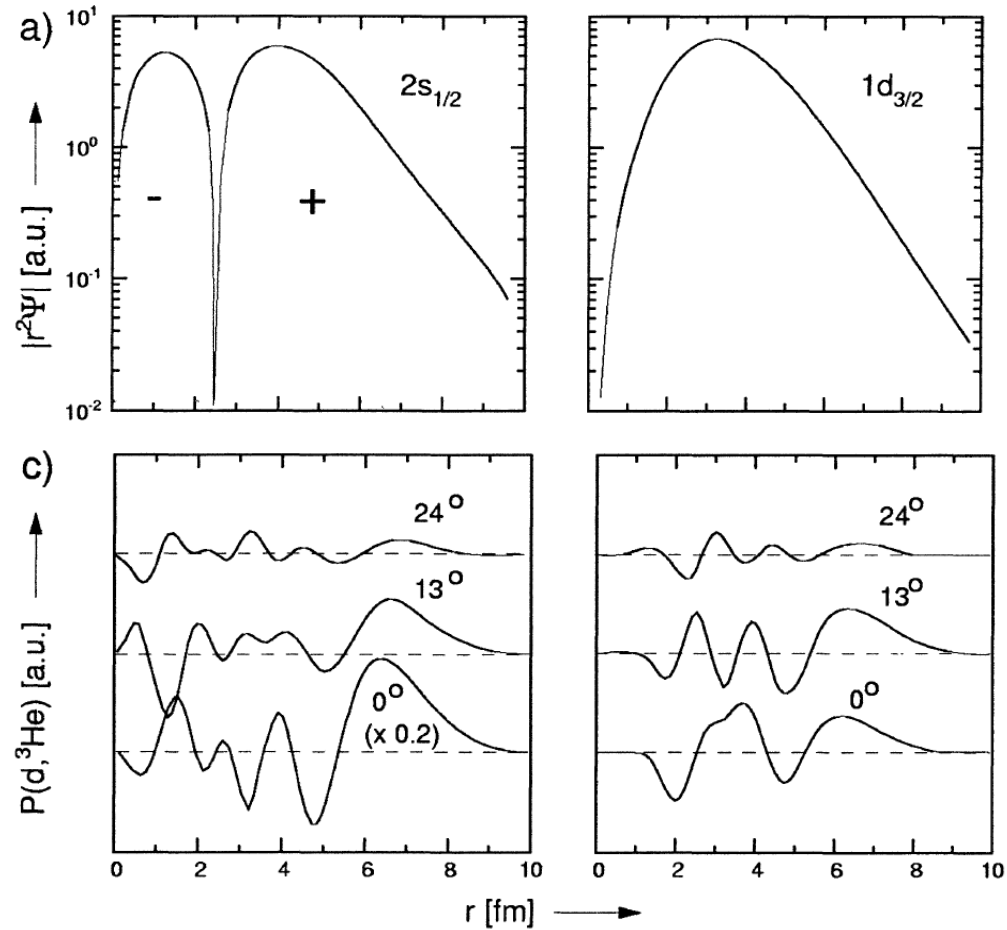 a)
|r²Ψ| [a.u.]
10¹
10⁰
10⁻¹
10⁻²
2s₁/₂
-
+
1d₃/₂
c)
P(d,³He) [a.u.]
24°
13°
0°
(x 0.2)
24°
13°
0°
0 2 4 6 8 10
0 2 4 6 8 10
r [fm]